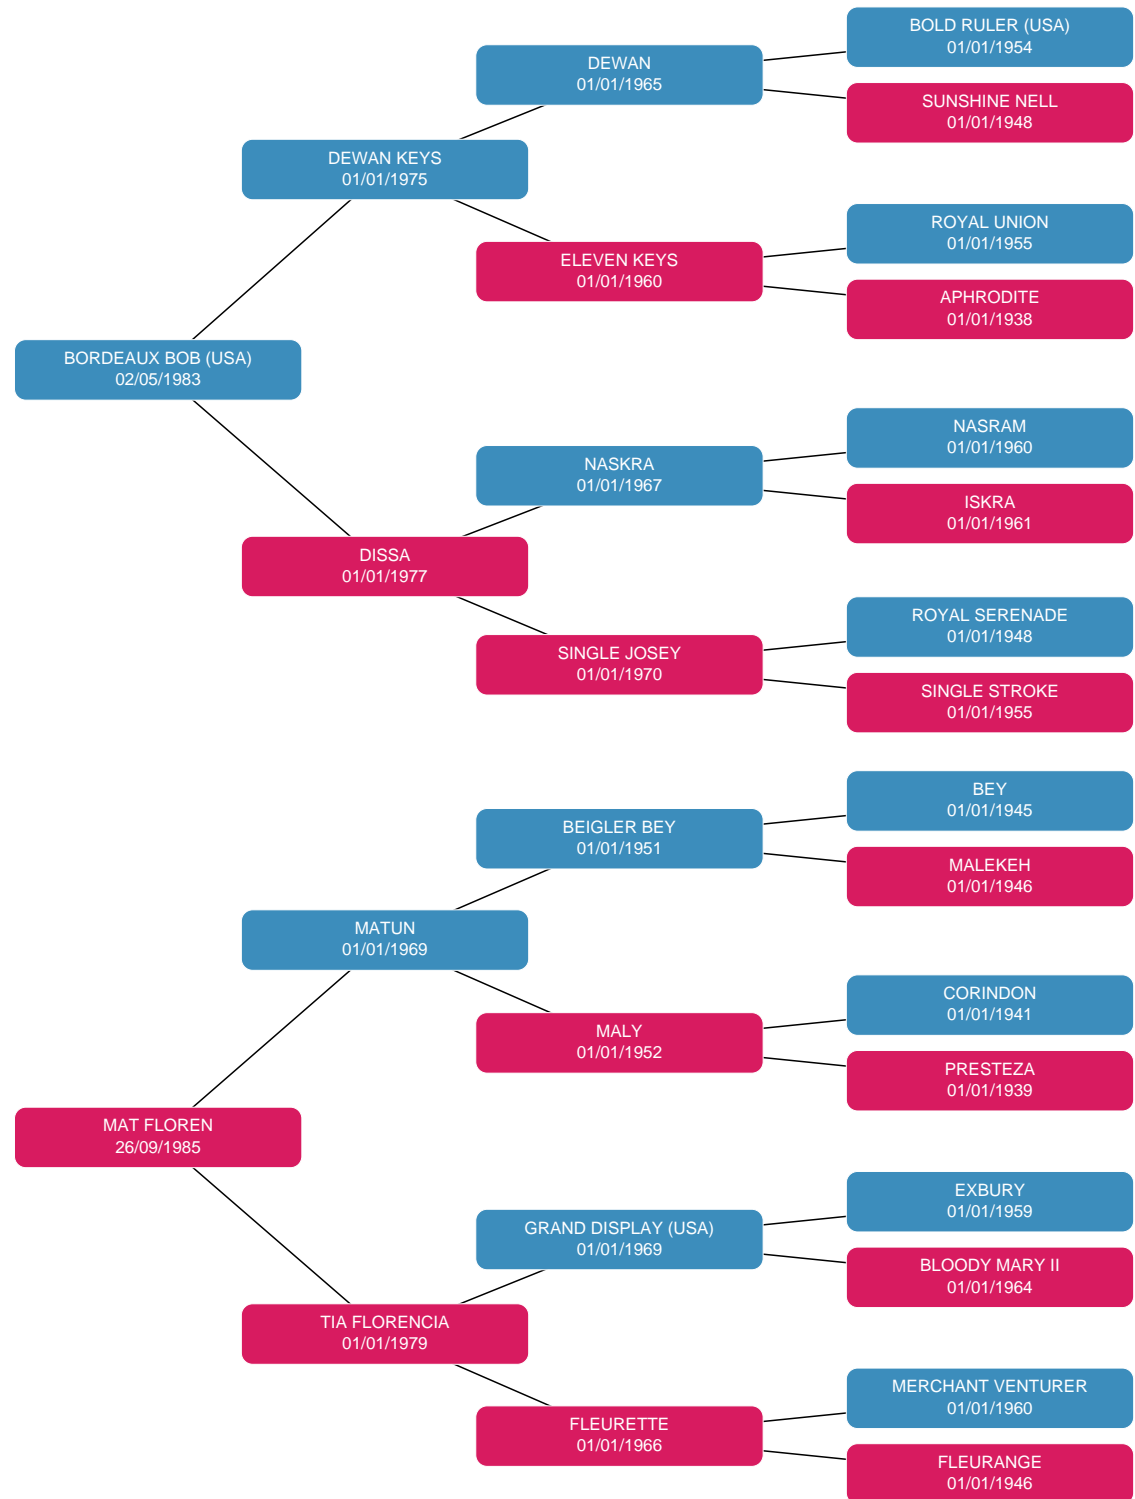 BOLD RULER (USA)
01/01/1954
DEWAN
01/01/1965
SUNSHINE NELL
01/01/1948
DEWAN KEYS
01/01/1975
ROYAL UNION
01/01/1955
ELEVEN KEYS
01/01/1960
APHRODITE
01/01/1938
BORDEAUX BOB (USA)
02/05/1983
NASRAM
01/01/1960
NASKRA
01/01/1967
ISKRA
01/01/1961
DISSA
01/01/1977
ROYAL SERENADE
01/01/1948
SINGLE JOSEY
01/01/1970
SINGLE STROKE
01/01/1955
BEY
01/01/1945
BEIGLER BEY
01/01/1951
MALEKEH
01/01/1946
MATUN
01/01/1969
CORINDON
01/01/1941
MALY
01/01/1952
PRESTEZA
01/01/1939
MAT FLOREN
26/09/1985
EXBURY
01/01/1959
GRAND DISPLAY (USA)
01/01/1969
BLOODY MARY II
01/01/1964
TIA FLORENCIA
01/01/1979
MERCHANT VENTURER
01/01/1960
FLEURETTE
01/01/1966
FLEURANGE
01/01/1946